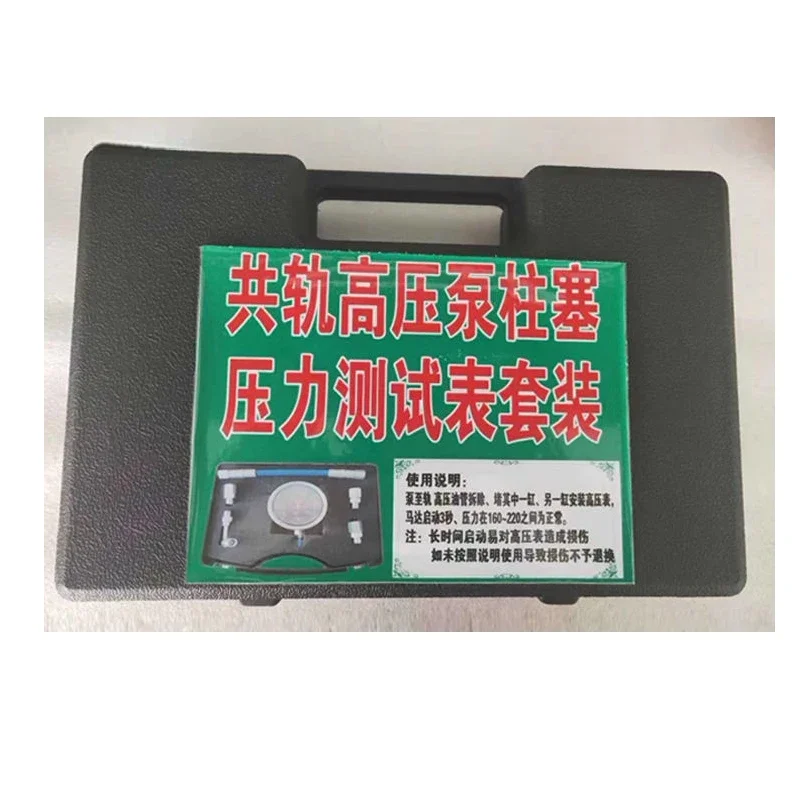 共轨高压泵柱塞
压力测试表套装
使用说明：
泵至轨 高压油管拆除、堵其中一缸、另一缸安装高压表，
马达启动3秒、压力在160~220之间为正常。
注：长时间启动易对高压表造成损伤
如未按照说明使用导致损伤不予退换